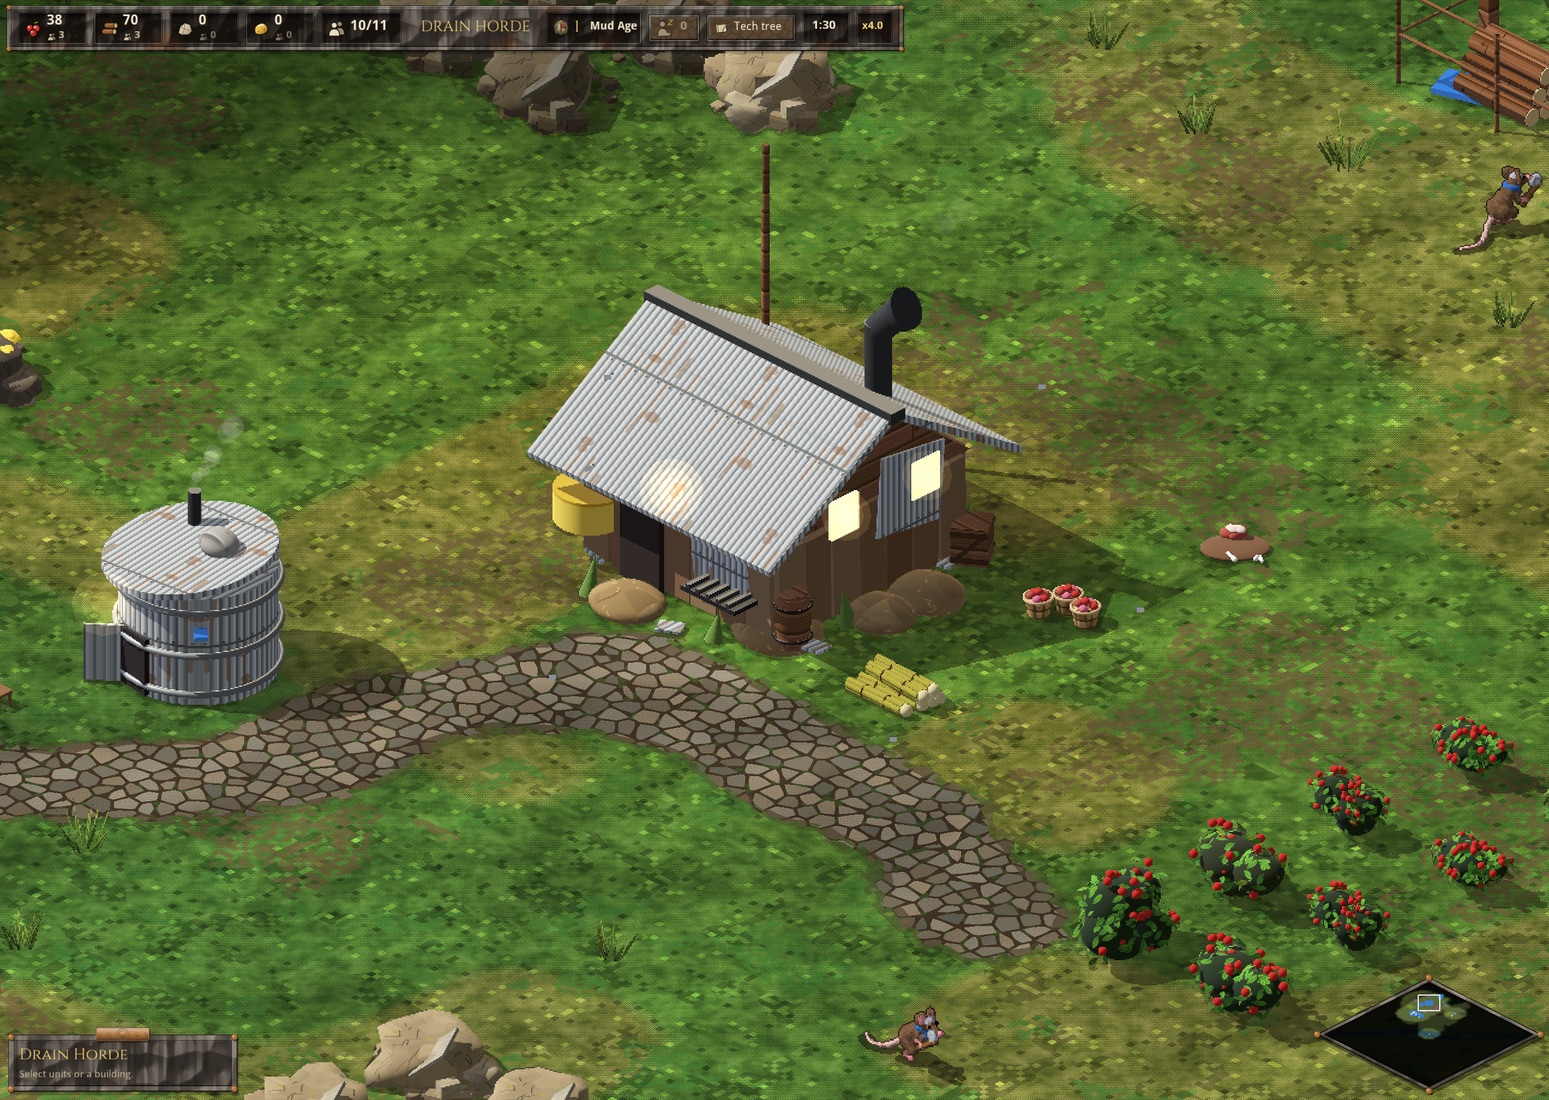 38 70 0 0 10/11 DRAIN HORDE I Mud Age 0 Tech tree 1:30 x4.0
3 3 0 0
DRAIN HORDE
Select units or a building.